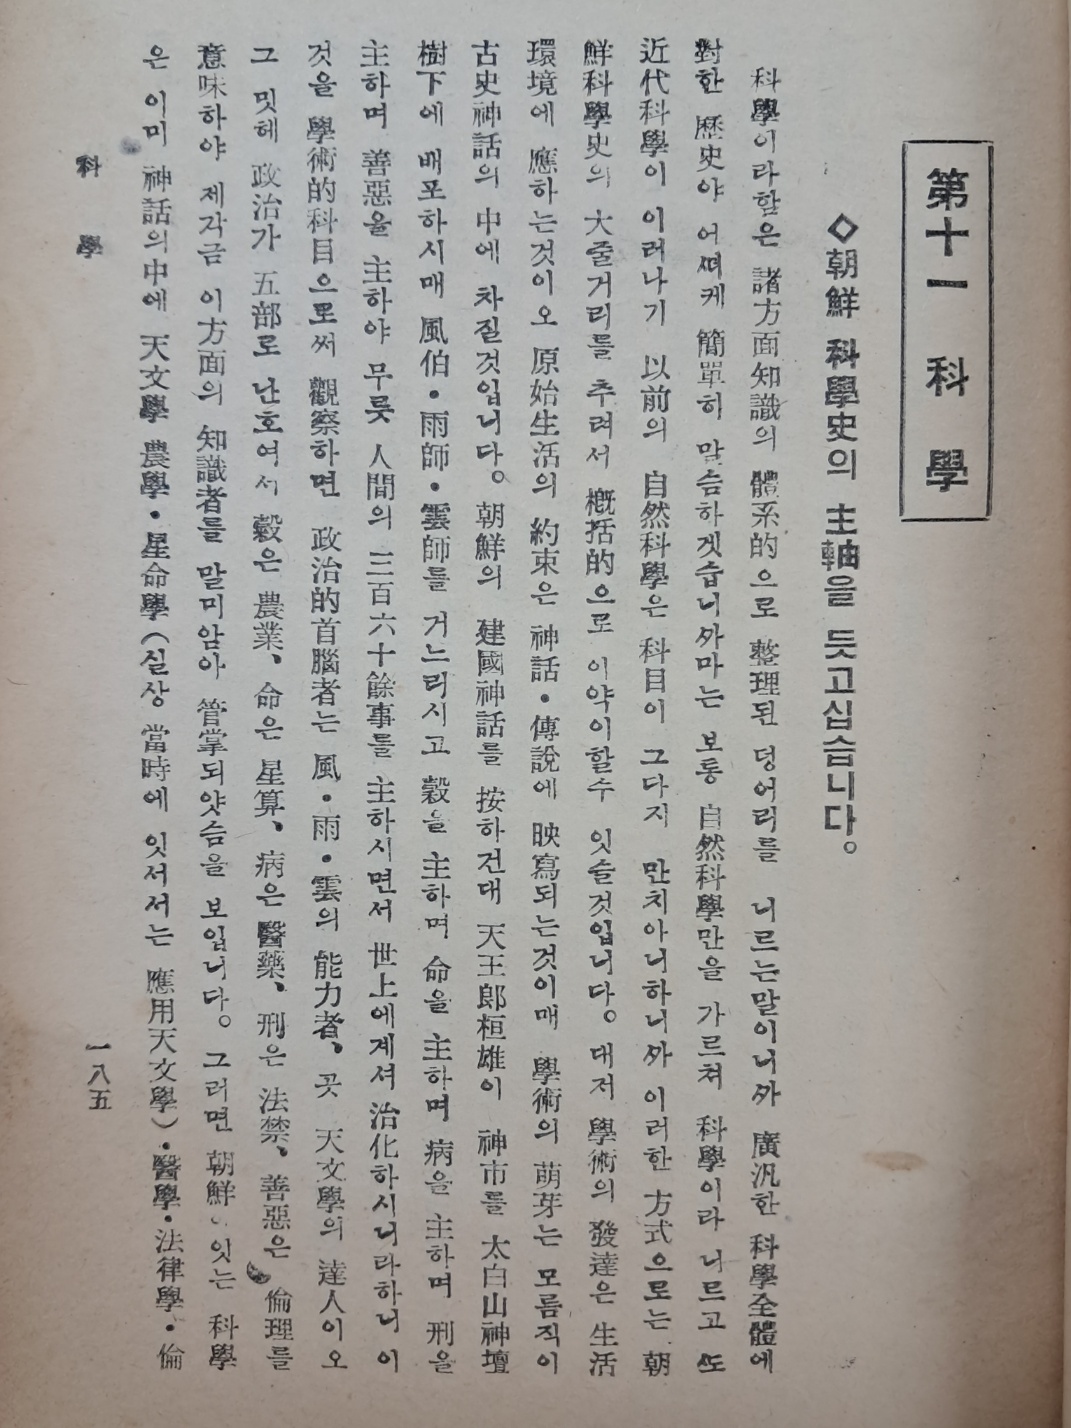 第十一 科學
◇朝鮮 科學史의 主軸을 듯고십습니다。
科學이라함은 諸方面知識의 體系的으로 整理된 덩어리를 니르는말이니까 廣汎한 科學全體에
對한 歷史야 어떠케 簡單히 말슴하겟습니까마는 보통 自然科學만을 가르쳐 科學이라 니르고 또
近代科學이 이러나기 以前의 自然科學은 科目이 그다지 만치아니하니까 이러한 方式으로는 朝
鮮科學史의 大줄거리를 추려서 槪括的으로 이약이할수 잇슬것입니다。대저 學術의 發達은 生活
環境에 應하는것이오 原始生活의 約束은 神話・傳說에 映寫되는것이매 學術의 萌芽는 모름직이
古史神話의 中에 차질것입니다。朝鮮의 建國神話를 按하건대 天王郞桓雄이 神市를 太白山神壇
樹下에 배포하시매 風伯・雨師・雲師를 거느리시고 穀을 主하며 命을 主하며 病을 主하며 刑을
主하며 善惡을 主하야 무릇 人間의 三百六十餘事를 主하시면서 世上에계셔 治化하시니라하니 이
것을 學術的科目으로써 觀察하면 政治的首腦者는 風・雨・雲의 能力者、곳 天文學의 達人이오
그 밋헤 政治가 五部로 난호여서 穀은 農業、命은 星算、病은 醫藥、刑은 法禁、善惡은 倫理를
意味하야 제각금 이方面의 知識者를 말미암아 管掌되얏슴을 보입니다。그러면 朝鮮에잇는 科學
은 이미 神話의中에 天文學 農學・星命學(실상 當時에 잇서서는 應用天文學)・醫學・法律學・倫
科學
一八五